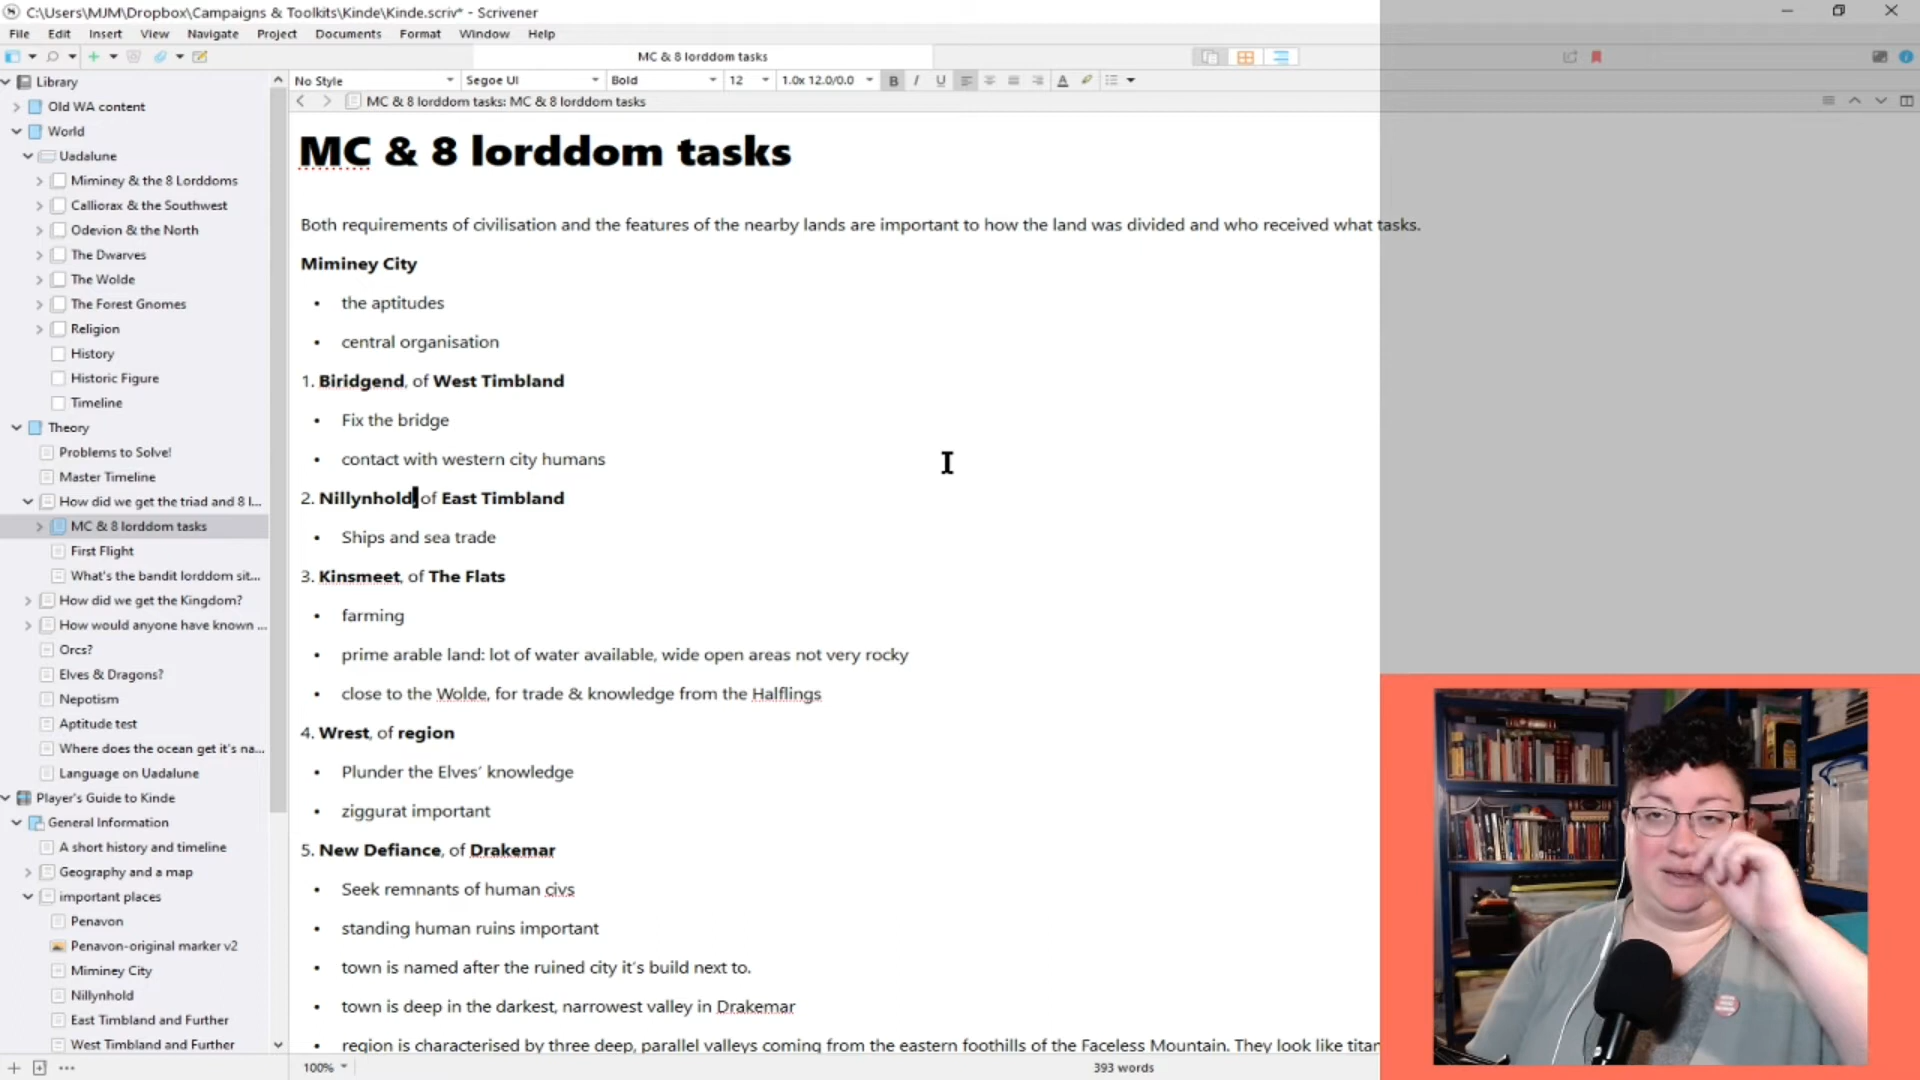 C:\Users\MJM\Dropbox\Campaigns & Toolkits\Kinde\Kinde.scriv* - Scrivener
File Edit Insert View Navigate Project Documents Format Window Help
MC & 8 lorddom tasks
No Style Segoe UI Bold 12 1.0x 12.0/0.0 B I U A
MC & 8 lorddom tasks: MC & 8 lorddom tasks
Library
Old WA content
World
Uadalune
Miminey & the 8 Lorddoms
Calliorax & the Southwest
Odevion & the North
The Dwarves
The Wolde
The Forest Gnomes
Religion
History
Historic Figure
Timeline
Theory
Problems to Solve!
Master Timeline
How did we get the triad and 8 l...
MC & 8 lorddom tasks
First Flight
What's the bandit lorddom sit...
How did we get the Kingdom?
How would anyone have known ...
Orcs?
Elves & Dragons?
Nepotism
Aptitude test
Where does the ocean get it's na...
Language on Uadalune
Player's Guide to Kinde
General Information
A short history and timeline
Geography and a map
important places
Penavon
Penavon-original marker v2
Miminey City
Nillynhold
East Timbland and Further
West Timbland and Further
MC & 8 lorddom tasks
Both requirements of civilisation and the features of the nearby lands are important to how the land was divided and who received what tasks.
Miminey City
• the aptitudes
• central organisation
1. Biridgend, of West Timbland
• Fix the bridge
• contact with western city humans
2. Nillynhold, of East Timbland
• Ships and sea trade
3. Kinsmeet, of The Flats
• farming
• prime arable land: lot of water available, wide open areas not very rocky
• close to the Wolde, for trade & knowledge from the Halflings
4. Wrest, of region
• Plunder the Elves' knowledge
• ziggurat important
5. New Defiance, of Drakemar
• Seek remnants of human civs
• standing human ruins important
• town is named after the ruined city it's build next to.
• town is deep in the darkest, narrowest valley in Drakemar
• region is characterised by three deep, parallel valleys coming from the eastern foothills of the Faceless Mountain. They look like titan
100% 393 words